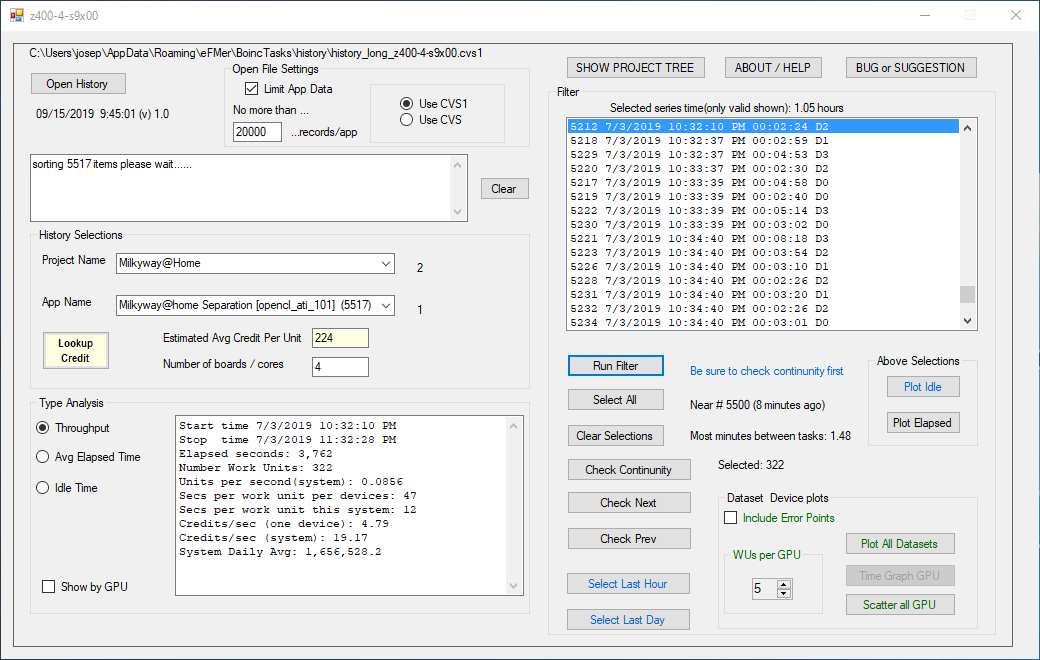 z400-4-s9x00
C:\Users\josep\AppData\Roaming\eFMer\BoincTasks\history\history_long_z400-4-s9x00.cvs1
Open History
09/15/2019 9:45:01 (v) 1.0
Open File Settings
Limit App Data
No more than ...
20000 ...records/app
Use CVS1
Use CVS
sorting 5517 items please wait......
Clear
History Selections
Project Name Milkyway@Home 2
App Name Milkyway@home Separation [opencl_ati_101] (5517) 1
Lookup
Credit
Estimated Avg Credit Per Unit 224
Number of boards / cores 4
Type Analysis
Throughput
Avg Elapsed Time
Idle Time
Show by GPU
Start time 7/3/2019 10:32:10 PM
Stop time 7/3/2019 11:32:28 PM
Elapsed seconds: 3,762
Number Work Units: 322
Units per second(system): 0.0856
Secs per work unit per devices: 47
Secs per work unit this system: 12
Credits/sec (one device): 4.79
Credits/sec (system): 19.17
System Daily Avg: 1,656,528.2
SHOW PROJECT TREE
ABOUT / HELP
BUG or SUGGESTION
Filter
Selected series time(only valid shown): 1.05 hours
5212 7/3/2019 10:32:10 PM 00:02:24 D2
5218 7/3/2019 10:32:37 PM 00:02:59 D1
5229 7/3/2019 10:32:37 PM 00:04:53 D3
5220 7/3/2019 10:33:37 PM 00:02:30 D2
5217 7/3/2019 10:33:39 PM 00:04:58 D0
5219 7/3/2019 10:33:39 PM 00:02:40 D0
5222 7/3/2019 10:33:39 PM 00:05:14 D3
5230 7/3/2019 10:33:39 PM 00:03:02 D0
5221 7/3/2019 10:34:40 PM 00:08:18 D3
5223 7/3/2019 10:34:40 PM 00:03:54 D2
5226 7/3/2019 10:34:40 PM 00:03:10 D1
5228 7/3/2019 10:34:40 PM 00:02:26 D2
5231 7/3/2019 10:34:40 PM 00:03:20 D1
5232 7/3/2019 10:34:40 PM 00:02:26 D2
5234 7/3/2019 10:34:40 PM 00:03:01 D0
Run Filter
Be sure to check continunity first
Select All
Near # 5500 (8 minutes ago)
Clear Selections
Most minutes between tasks: 1.48
Above Selections
Plot Idle
Plot Elapsed
Check Continunity
Selected: 322
Check Next
Check Prev
Select Last Hour
Select Last Day
Dataset Device plots
Include Error Points
WUs per GPU
5
Plot All Datasets
Time Graph GPU
Scatter all GPU